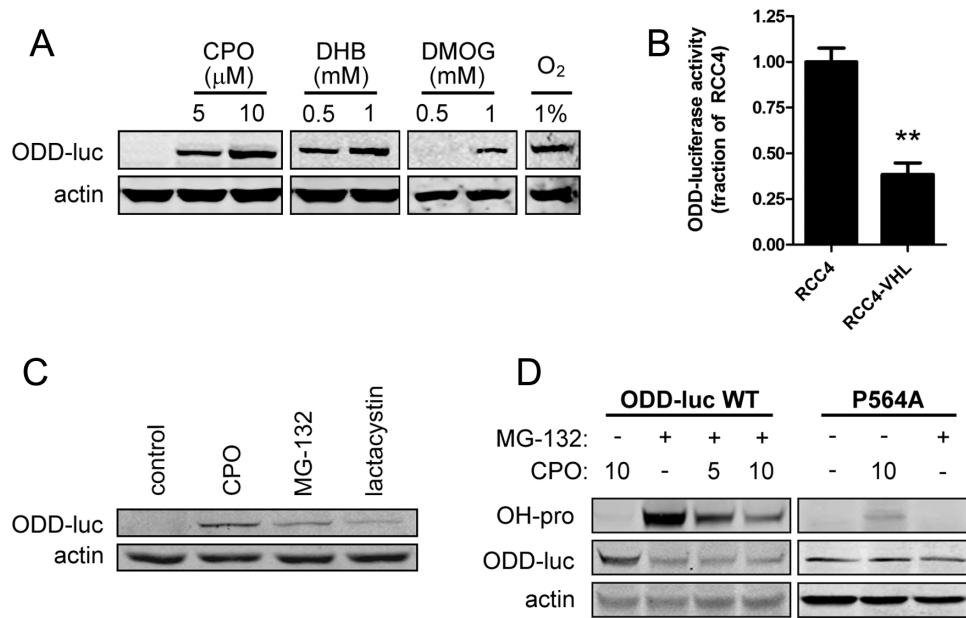 A
CPO DHB DMOG O2
(μM) (mM) (mM)
5 10 0.5 1 0.5 1 1%
ODD-luc
actin
B
ODD-luciferase activity
(fraction of RCC4)
1.25
1.00
0.75
0.50
0.25
0.00
**
RCC4
RCC4-VHL
C
control
CPO
MG-132
lactacystin
ODD-luc
actin
D
ODD-luc WT P564A
MG-132: - + + + - - +
CPO: 10 - 5 10 - 10 -
OH-pro
ODD-luc
actin